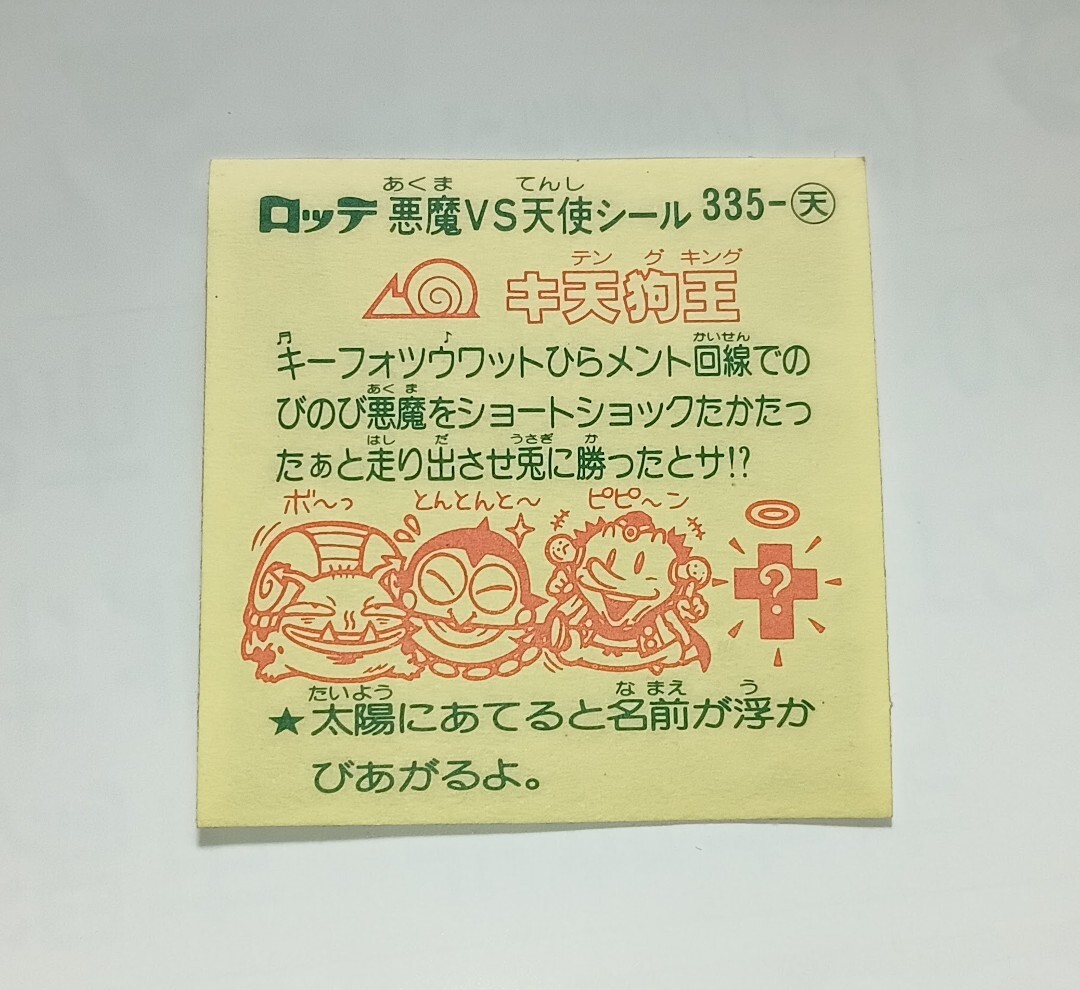 ロッテ 悪魔VS天使シール 335-天
あくま てんし
テングキング
キ天狗王
キーフォツゥワットひらメント回線での
かいせん
びのび悪魔をショートショックたかたっ
あくま
たぁと走り出させ兎に勝ったとサ!?
はし だ うさぎ か
ボ〜っ とんとんと〜 ピピ〜ン
?
★太陽にあてると名前が浮か
たいよう なまえ う
びあがるよ。